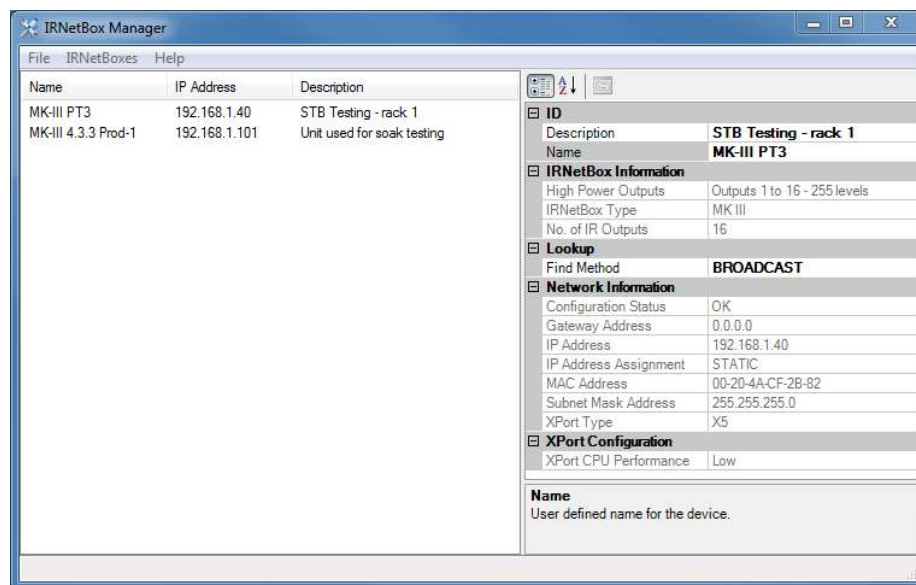 IRNetBox Manager
File IRNetBoxes Help
Name IP Address Description
MK-III PT3 192.168.1.40 STB Testing - rack 1
MK-III 4.3.3 Prod-1 192.168.1.101 Unit used for soak testing
ID
Description STB Testing - rack 1
Name MK-III PT3
IRNetBox Information
High Power Outputs Outputs 1 to 16 - 255 levels
IRNetBox Type MK III
No. of IR Outputs 16
Lookup
Find Method BROADCAST
Network Information
Configuration Status OK
Gateway Address 0.0.0.0
IP Address 192.168.1.40
IP Address Assignment STATIC
MAC Address 00-20-4A-CF-2B-82
Subnet Mask Address 255.255.255.0
XPort Type X5
XPort Configuration
XPort CPU Performance Low
Name
User defined name for the device.